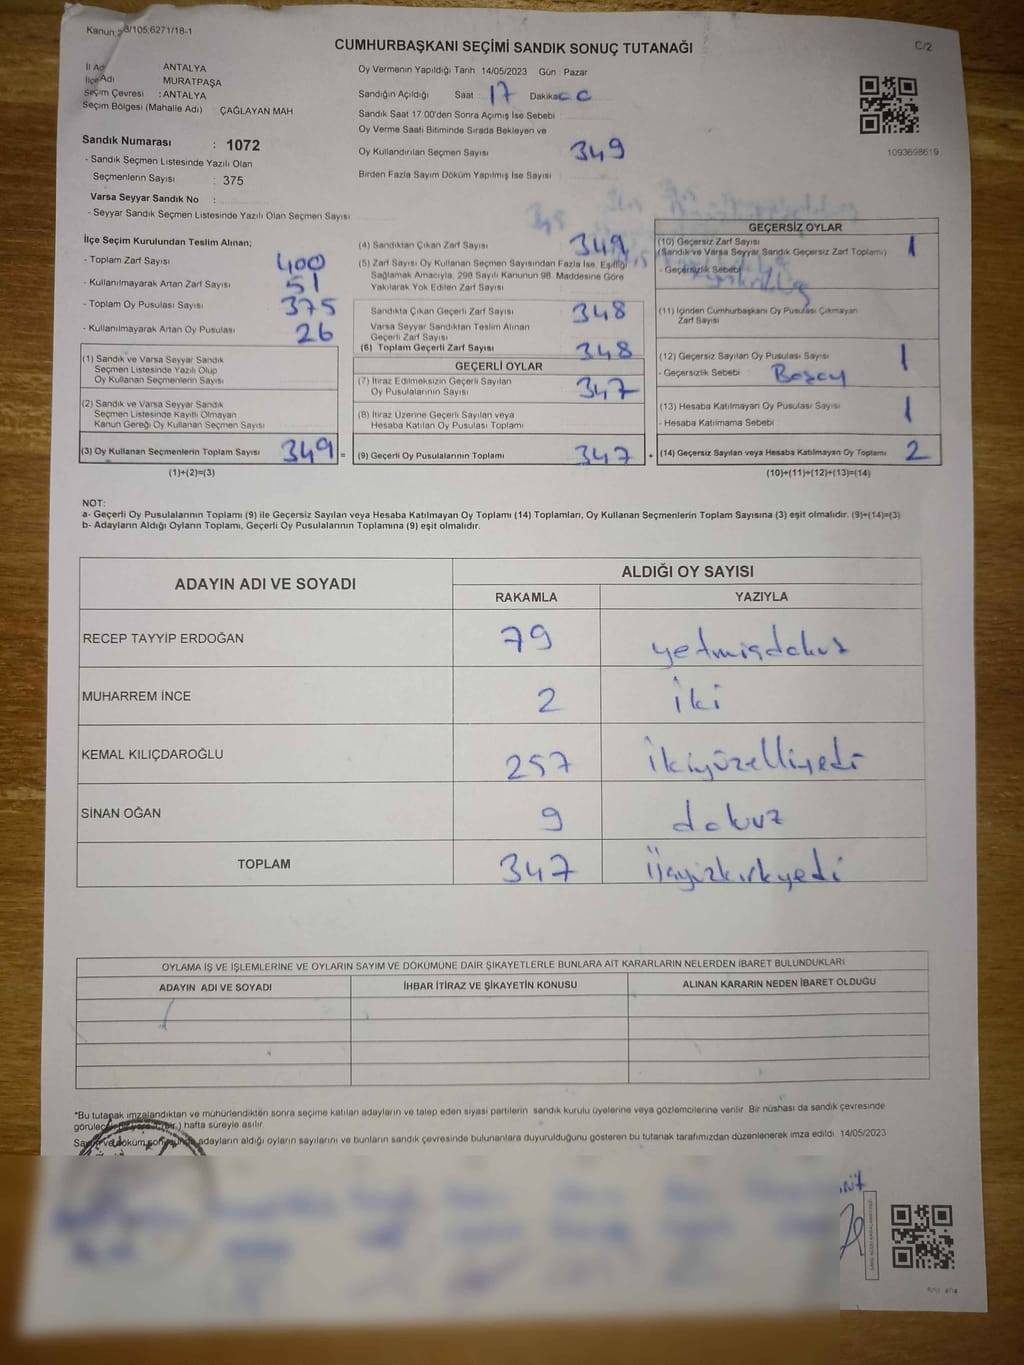 Kanun:298/105,6271/18-1
CUMHURBAŞKANI SEÇİMİ SANDIK SONUÇ TUTANAĞI
C/2
İl Adı ANTALYA
İlçe Adı MURATPAŞA
Seçim Çevresi : ANTALYA
Seçim Bölgesi (Mahalle Adı) ÇAĞLAYAN MAH
Sandık Numarası : 1072
- Sandık Seçmen Listesinde Yazılı Olan
Seçmenlerin Sayısı : 375
Varsa Seyyar Sandık No :
- Seyyar Sandık Seçmen Listesinde Yazılı Olan Seçmen Sayısı
Oy Vermenin Yapıldığı Tarih 14/05/2023 Gün Pazar
Sandığın Açıldığı Saat : 17 Dakika
Sandık Saat 17.00'den Sonra Açımış İse Sebebi
Oy Verme Saati Bitiminde Sırada Bekleyen ve
Oy Kullandırılan Seçmen Sayısı 349
Birden Fazla Sayım Döküm Yapılmış İse Sayısı
1093698619
İlçe Seçim Kurulundan Teslim Alınan;
- Toplam Zarf Sayısı 400
- Kullanılmayarak Artan Zarf Sayısı 51
- Toplam Oy Pusulası Sayısı 375
- Kullanılmayarak Artan Oy Pusulası 26
(1) Sandık ve Varsa Seyyar Sandık
Seçmen Listesinde Yazılı Olup
Oy Kullanan Seçmenlerin Sayısı
(2) Sandık ve Varsa Seyyar Sandık
Seçmen Listesinde Kayıtlı Olmayan
Kanun Gereği Oy Kullanan Seçmen Sayısı
(3) Oy Kullanan Seçmenlerin Toplam Sayısı 349 =
(1)+(2)=(3)
(4) Sandıktan Çıkan Zarf Sayısı 349
(5) Zarf Sayısı Oy Kullanan Seçmen Sayısından Fazla İse, Eşitliği
Sağlamak Amacıyla, 298 Sayılı Kanunun 98. Maddesine Göre
Yakılarak Yok Edilen Zarf Sayısı
Sandıkta Çıkan Geçerli Zarf Sayısı 348
Varsa Seyyar Sandıktan Teslim Alınan
Geçerli Zarf Sayısı
(6) Toplam Geçerli Zarf Sayısı 348
GEÇERLİ OYLAR
(7) İtiraz Edilmeksizin Geçerli Sayılan
Oy Pusulalarının Sayısı 347
(8) İtiraz Üzerine Geçerli Sayılan veya
Hesaba Katılan Oy Pusulası Toplamı
(9) Geçerli Oy Pusulalarının Toplamı 347 +
GEÇERSİZ OYLAR
(10) Geçersiz Zarf Sayısı 1
(Sandık ve Varsa Seyyar Sandık Geçersiz Zarf Toplamı)
- Geçersizlik Sebebi
(11) İçinden Cumhurbaşkanı Oy Pusulası Çıkmayan
Zarf Sayısı
(12) Geçersiz Sayılan Oy Pusulası Sayısı 1
- Geçersizlik Sebebi :
(13) Hesaba Katılmayan Oy Pusulası Sayısı 1
- Hesaba Katılmama Sebebi :
(14) Geçersiz Sayılan veya Hesaba Katılmayan Oy Toplamı 2
(10)+(11)+(12)+(13)=(14)
NOT:
a- Geçerli Oy Pusulalarının Toplamı (9) ile Geçersiz Sayılan veya Hesaba Katılmayan Oy Toplamı (14) Toplamları, Oy Kullanan Seçmenlerin Toplam Sayısına (3) eşit olmalıdır. (9)+(14)=(3)
b- Adayların Aldığı Oyların Toplamı, Geçerli Oy Pusulalarının Toplamına (9) eşit olmalıdır.
ADAYIN ADI VE SOYADI ALDIĞI OY SAYISI
RAKAMLA YAZIYLA
RECEP TAYYİP ERDOĞAN 79 yetmişdokuz
MUHARREM İNCE 2 iki
KEMAL KILIÇDAROĞLU 257 ikiyüzelliyedi
SİNAN OĞAN 9 dokuz
TOPLAM 347 üçyüzkırkyedi
OYLAMA İŞ VE İŞLEMLERİNE VE OYLARIN SAYIM VE DÖKÜMÜNE DAİR ŞİKAYETLERLE BUNLARA AİT KARARLARIN NELERDEN İBARET BULUNDUKLARI
ADAYIN ADI VE SOYADI İHBAR İTİRAZ VE ŞİKAYETİN KONUSU ALINAN KARARIN NEDEN İBARET OLDUĞU
*Bu tutanak imzalandıktan ve mühürlendikten sonra seçime katılan adayların ve talep eden siyasi partilerin sandık kurulu üyelerine veya gözlemcilerine verilir. Bir nüshası da sandık çevresinde
hafta süreyle asılır.
adayların aldığı oyların sayılarını ve bunların sandık çevresinde bulunanlara duyurulduğunu gösteren bu tutanak tarafımızdan düzenlenerek imza edildi. 14/05/2023